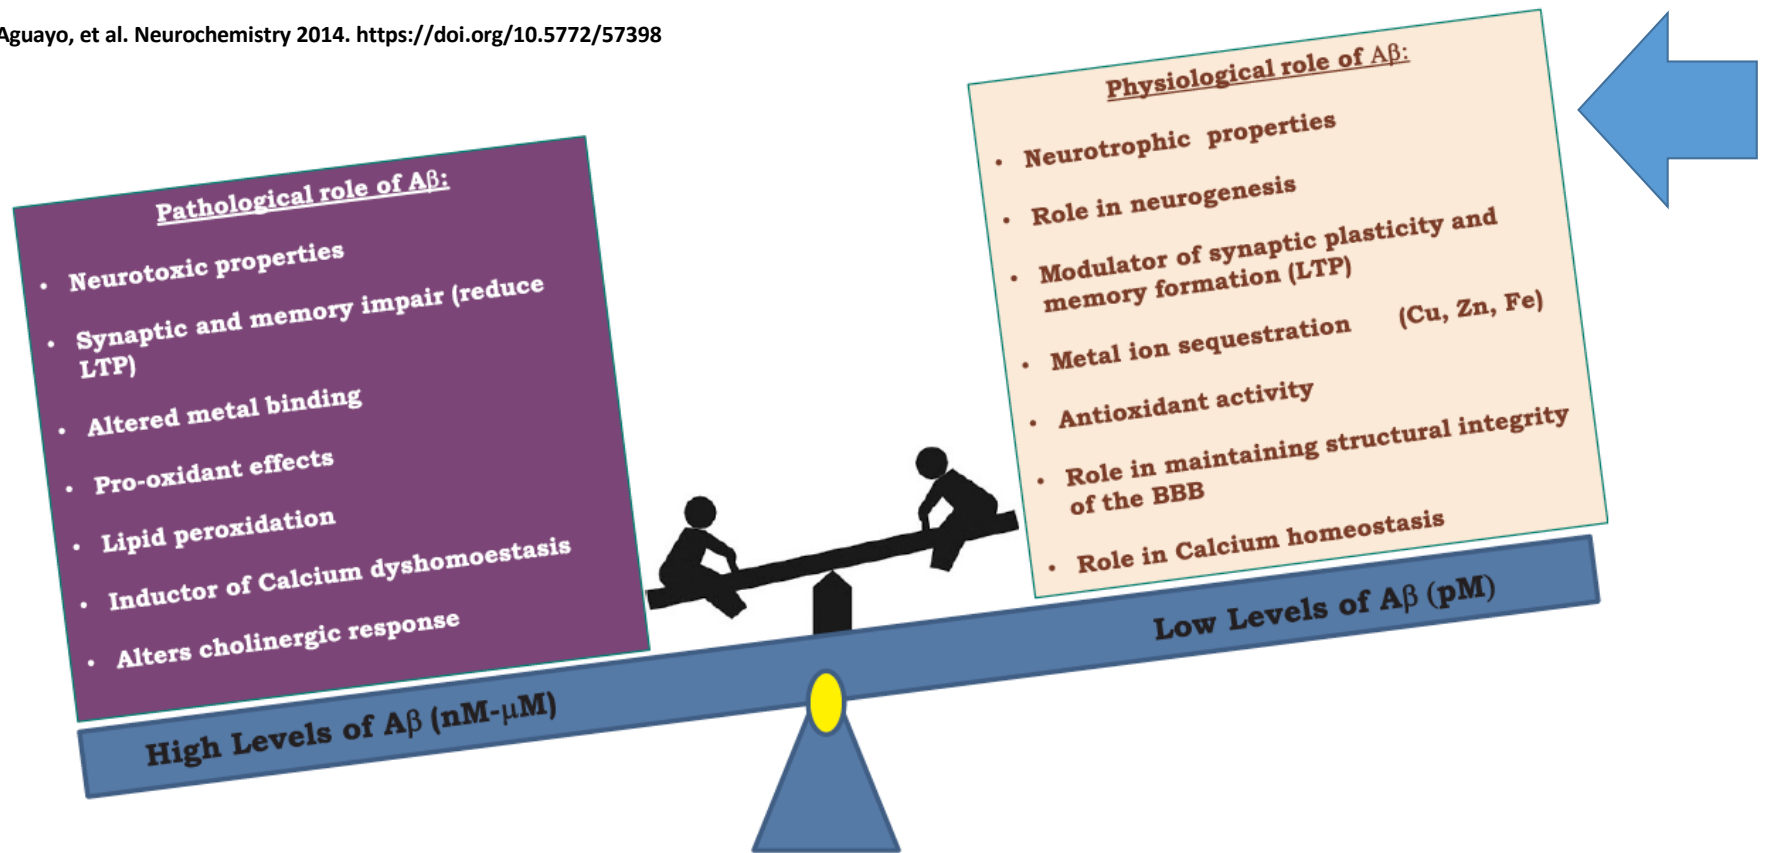 Aguayo, et al. Neurochemistry 2014. https://doi.org/10.5772/57398
Pathological role of Aβ:
• Neurotoxic properties
• Synaptic and memory impair (reduce
LTP)
• Altered metal binding
• Pro-oxidant effects
• Lipid peroxidation
• Inductor of Calcium dyshomoestasis
• Alters cholinergic response
High Levels of Aβ (nM-μM)
Physiological role of Aβ:
• Neurotrophic properties
• Role in neurogenesis
• Modulator of synaptic plasticity and
memory formation (LTP)
• Metal ion sequestration (Cu, Zn, Fe)
• Antioxidant activity
• Role in maintaining structural integrity
of the BBB
• Role in Calcium homeostasis
Low Levels of Aβ (pM)